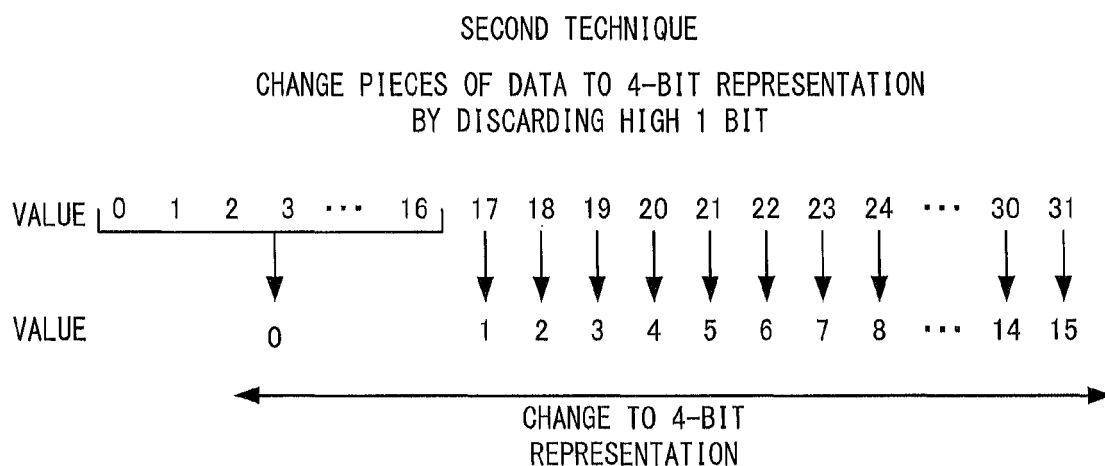 SECOND TECHNIQUE
CHANGE PIECES OF DATA TO 4-BIT REPRESENTATION
BY DISCARDING HIGH 1 BIT
VALUE 0 1 2 3 ... 16 17 18 19 20 21 22 23 24 ... 30 31
VALUE 0 1 2 3 4 5 6 7 8 ... 14 15
CHANGE TO 4-BIT
REPRESENTATION